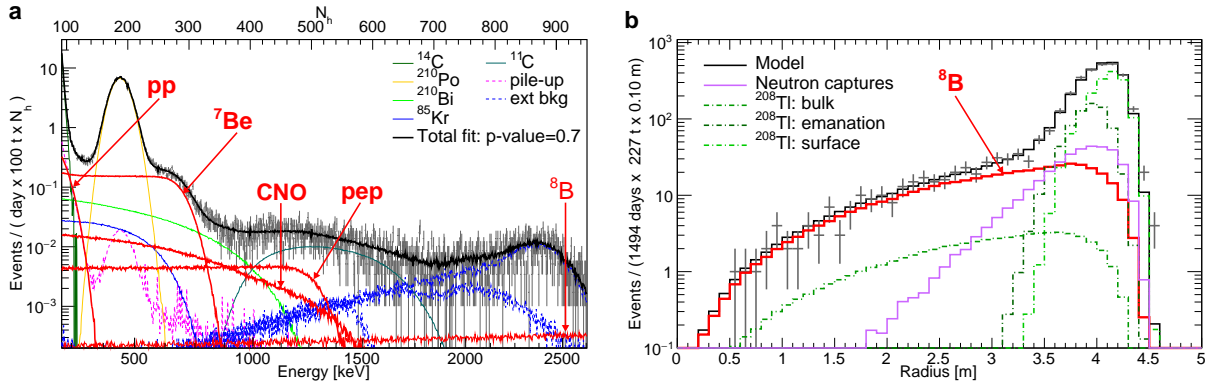 a
N_h
100 200 300 400 500 600 700 800 900
Events / ( day x 100 t x N_h )
10
1
10⁻¹
10⁻²
10⁻³
pp
⁷Be
CNO
pep
⁸B
¹⁴C
¹¹C
²¹⁰Po
pile-up
²¹⁰Bi
ext bkg
⁸⁵Kr
Total fit: p-value=0.7
500 1000 1500 2000 2500
Energy [keV]
b
Events / (1494 days x 227 t x 0.10 m)
10³
10²
10
1
10⁻¹
Model
Neutron captures
²⁰⁸Tl: bulk
²⁰⁸Tl: emanation
²⁰⁸Tl: surface
⁸B
0 0.5 1 1.5 2 2.5 3 3.5 4 4.5 5
Radius [m]